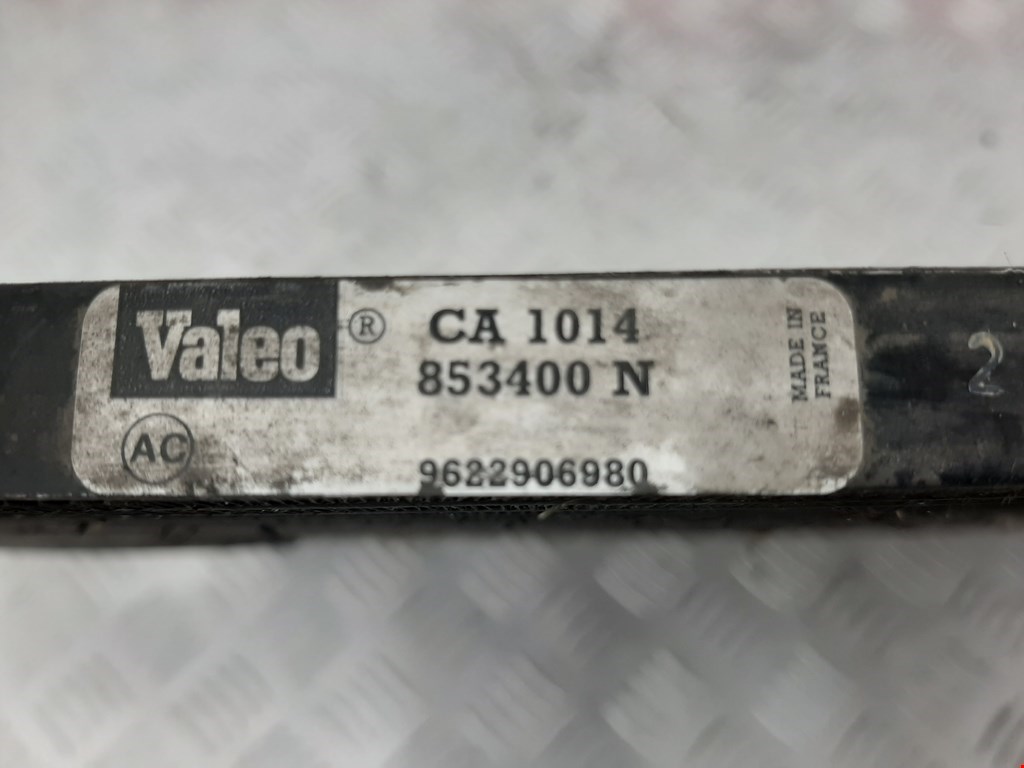 Valeo ® CA 1014
853400 N
AC
9622906980
MADE IN
FRANCE
2